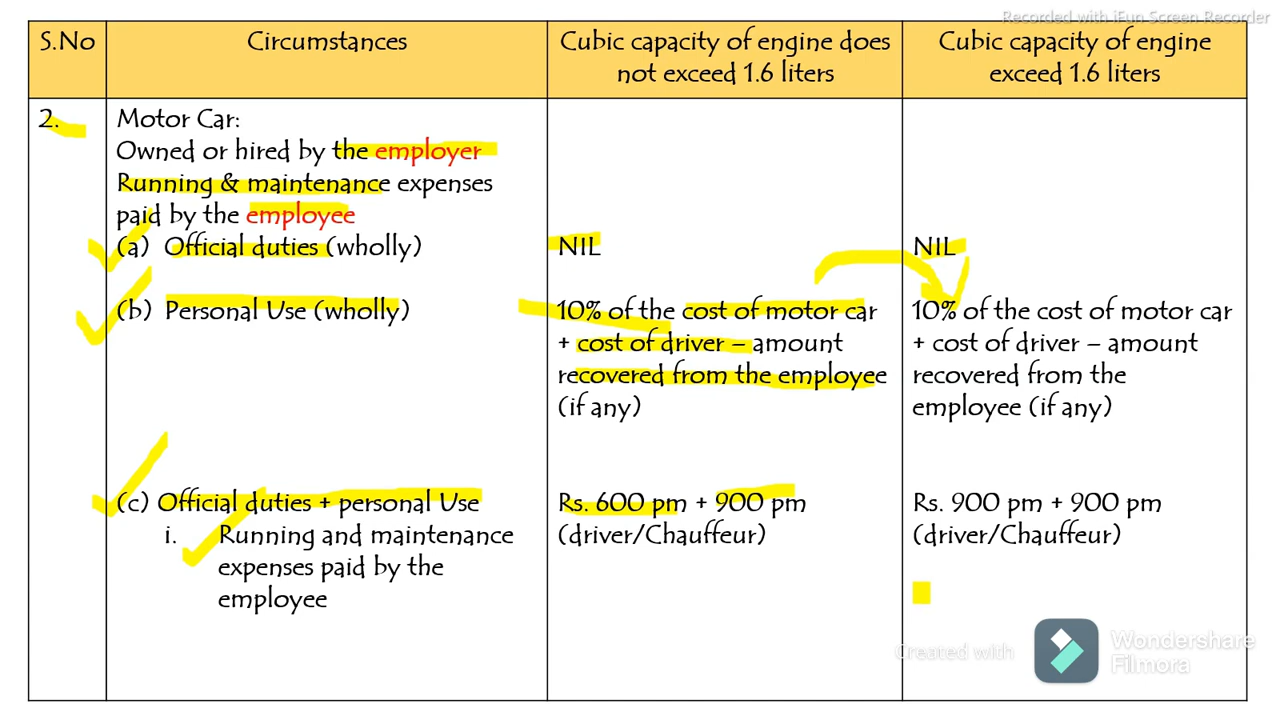 Recorded with iFun Screen Recorder
S.No
Circumstances
Cubic capacity of engine does
not exceed 1.6 liters
Cubic capacity of engine
exceed 1.6 liters
2.
Motor Car:
Owned or hired by the employer
Running & maintenance expenses
paid by the employee
(a) Official duties (wholly)
NIL
NIL
(b) Personal Use (wholly)
10% of the cost of motor car
+ cost of driver – amount
recovered from the employee
(if any)
10% of the cost of motor car
+ cost of driver – amount
recovered from the
employee (if any)
(c) Official duties + personal Use
i. Running and maintenance
expenses paid by the
employee
Rs. 600 pm + 900 pm
(driver/Chauffeur)
Rs. 900 pm + 900 pm
(driver/Chauffeur)
Created with
Wondershare
Filmora